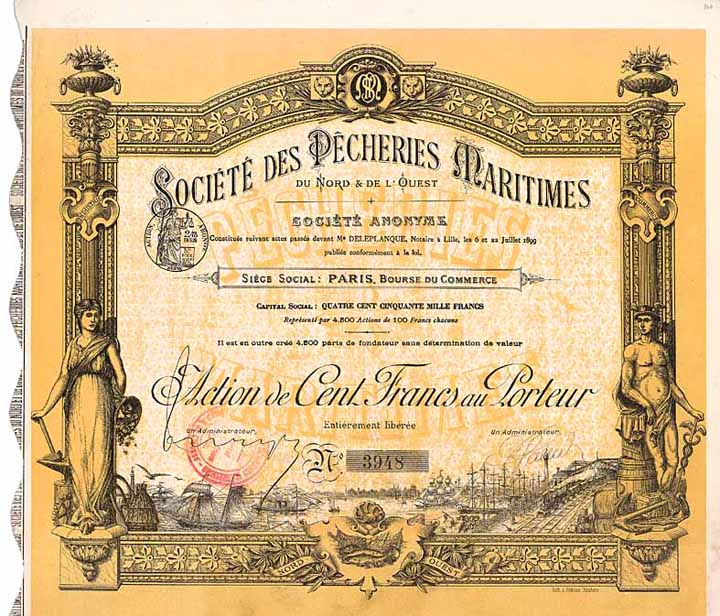 SOCIÉTÉ DES PÊCHERIES MARITIMES
DU NORD & DE L'OUEST
SOCIÉTÉ ANONYME
Constituée suivant actes passés devant Me DELEPLANQUE, Notaire à Lille, les 6 et 22 Juillet 1899
publiée conformément à la loi.
SIÈGE SOCIAL: PARIS, BOURSE DU COMMERCE
CAPITAL SOCIAL: QUATRE CENT CINQUANTE MILLE FRANCS
Représenté par 4.500 Actions de 100 Francs chacune
Il est en outre créé 4.500 parts de fondateur sans détermination de valeur
Action de Cent Francs au Porteur
Entièrement libérée
Un Administrateur,
Un Administrateur,
No 3948
INDUSTRIE
COMMERCE
PECHERIES
MARITIMES
NORD
OUEST